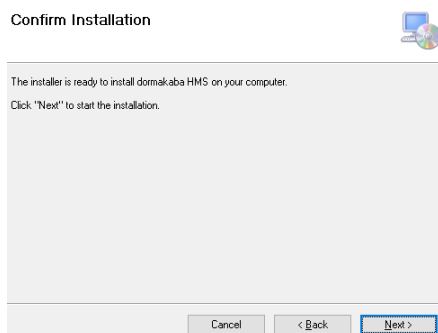 Confirm Installation
The installer is ready to install dormakaba HMS on your computer.
Click "Next" to start the installation.
Cancel
< Back
Next >